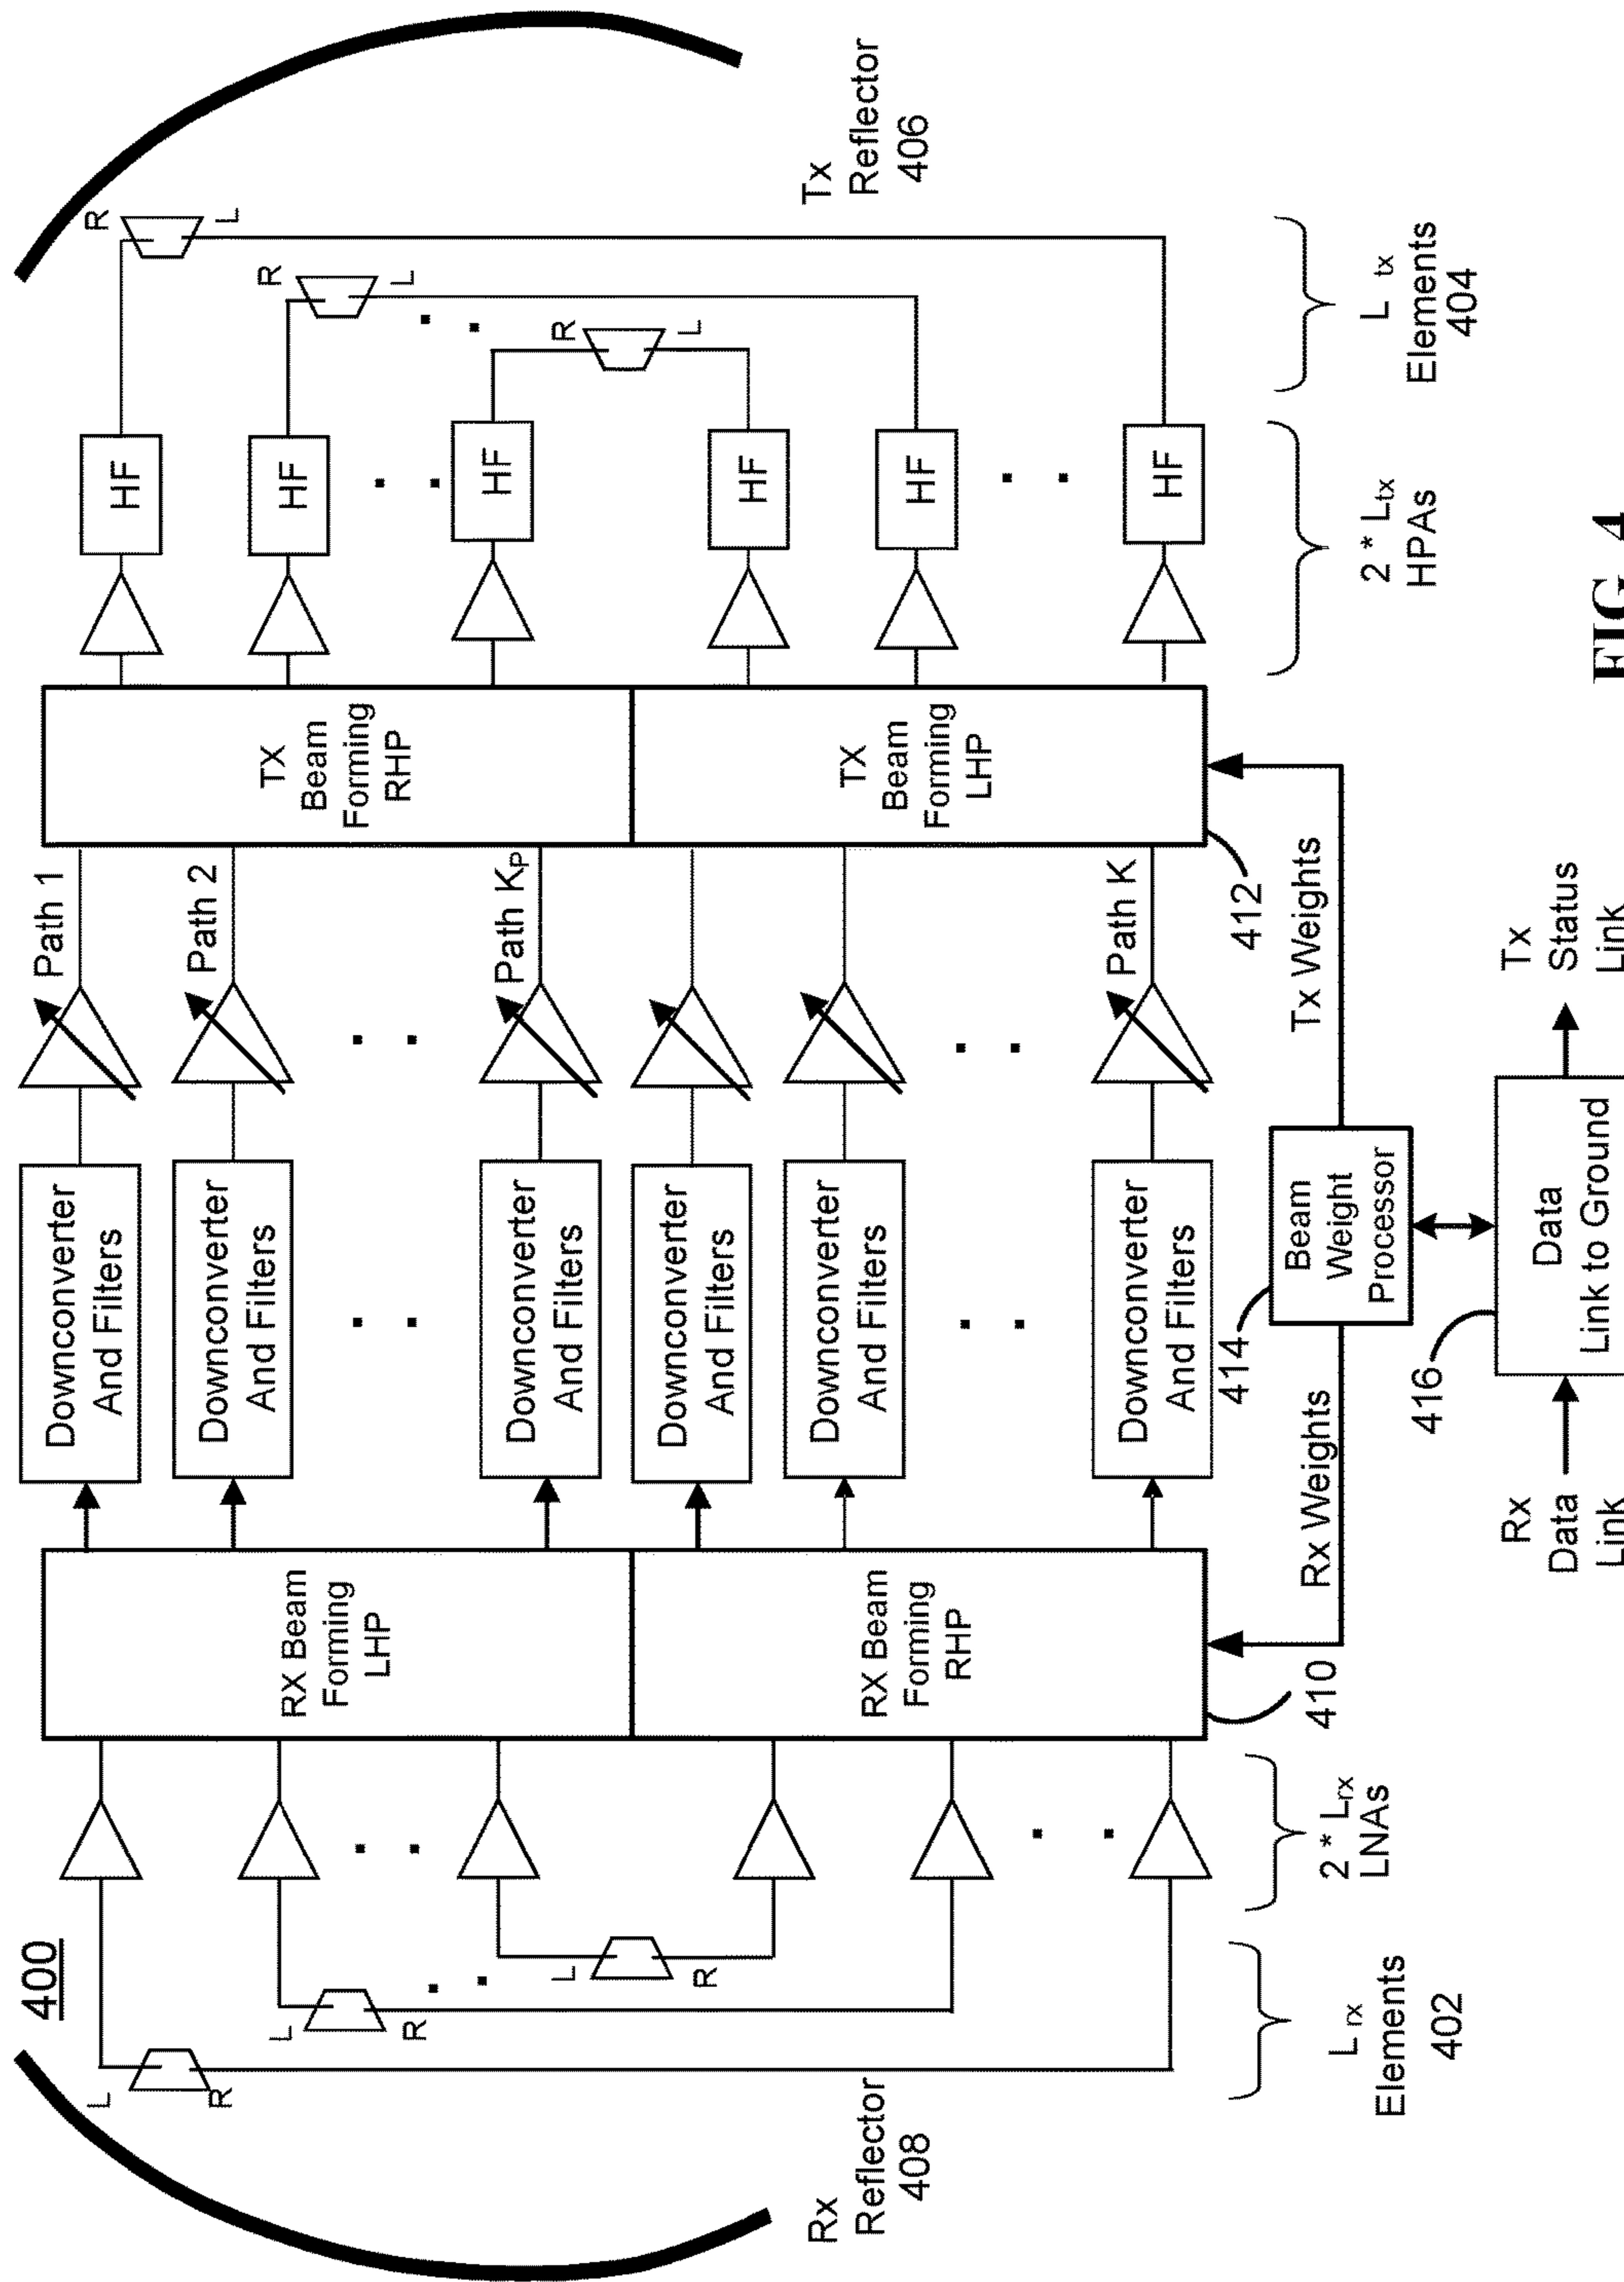 400
L
R
L
R
L
R
Rx
Reflector
408
L rx
Elements
402
2 * Lrx
LNAs
RX Beam
Forming
LHP
RX Beam
Forming
RHP
410
Downconverter
And Filters
Downconverter
And Filters
Downconverter
And Filters
Downconverter
And Filters
Downconverter
And Filters
Downconverter
And Filters
Path 1
Path 2
Path KP
Path K
TX
Beam
Forming
RHP
TX
Beam
Forming
LHP
412
HF
HF
HF
HF
HF
HF
2 * Ltx
HPAs
R
L
R
L
R
L
L tx
Elements
404
Tx
Reflector
406
Rx Weights
414
Beam
Weight
Processor
Tx Weights
416
Rx
Data
Link
Data
Link to Ground
Tx
Status
Link
FIG. 4